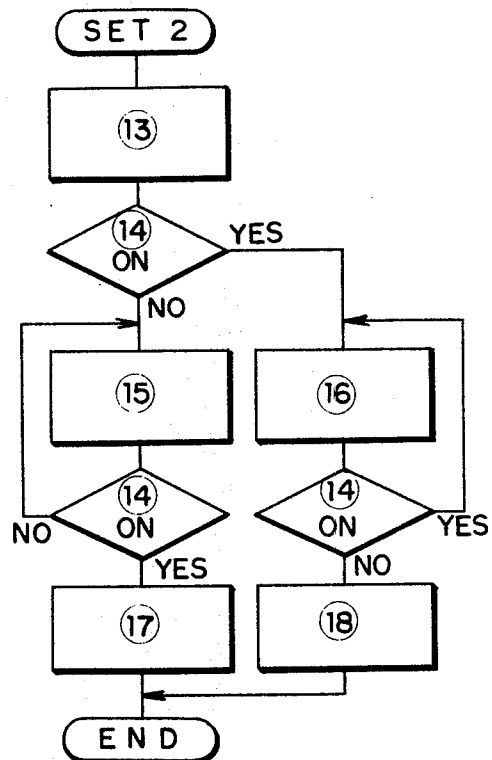 SET 2
13
14
ON
YES
NO
15
16
14
ON
NO
YES
14
ON
YES
NO
17
18
END